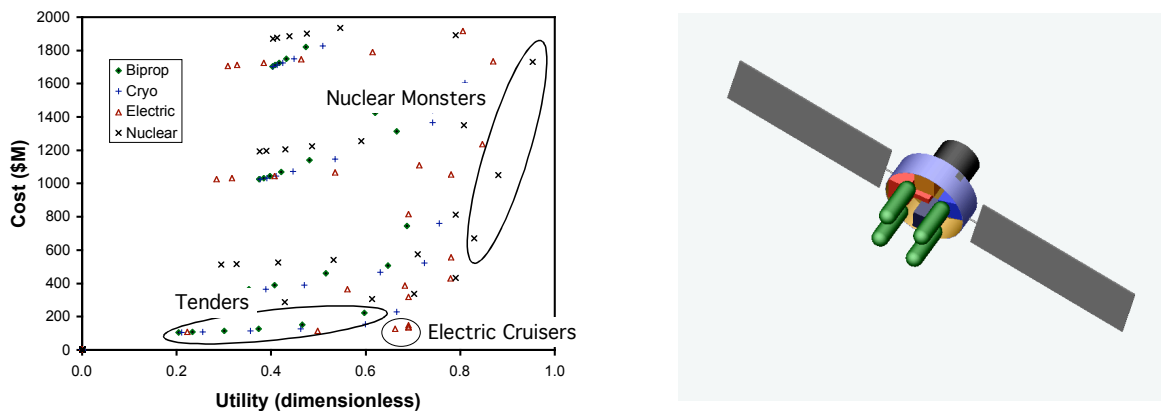 2000
1800
1600
1400
1200
1000
800
600
400
200
0
Cost ($M)
Biprop
Cryo
Electric
Nuclear
Nuclear Monsters
Tenders
Electric Cruisers
0.0 0.2 0.4 0.6 0.8 1.0
Utility (dimensionless)